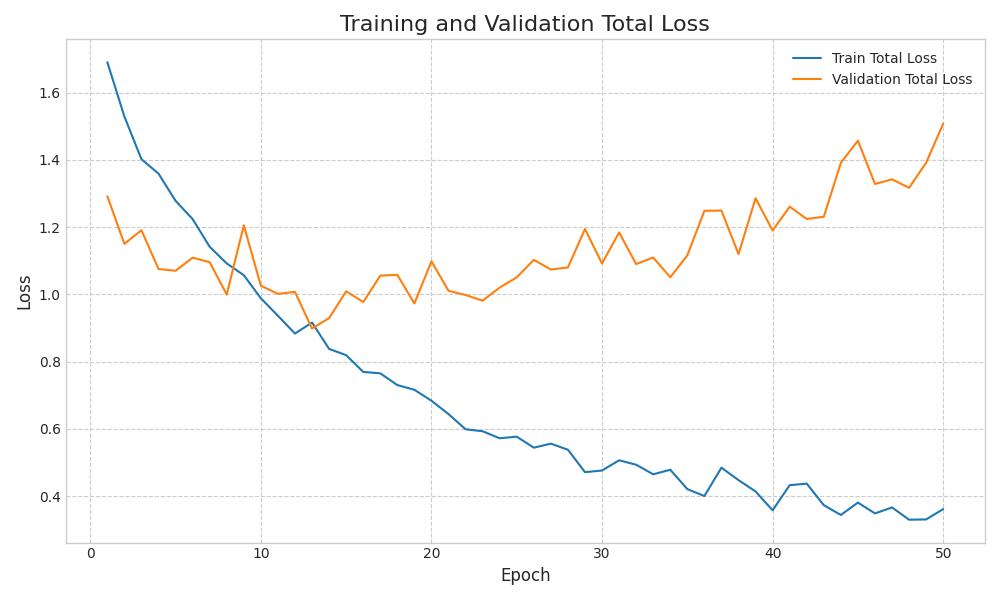 Training and Validation Total Loss
Train Total Loss
Validation Total Loss
1.6
1.4
1.2
1.0
0.8
0.6
0.4
Loss
0 10 20 30 40 50
Epoch